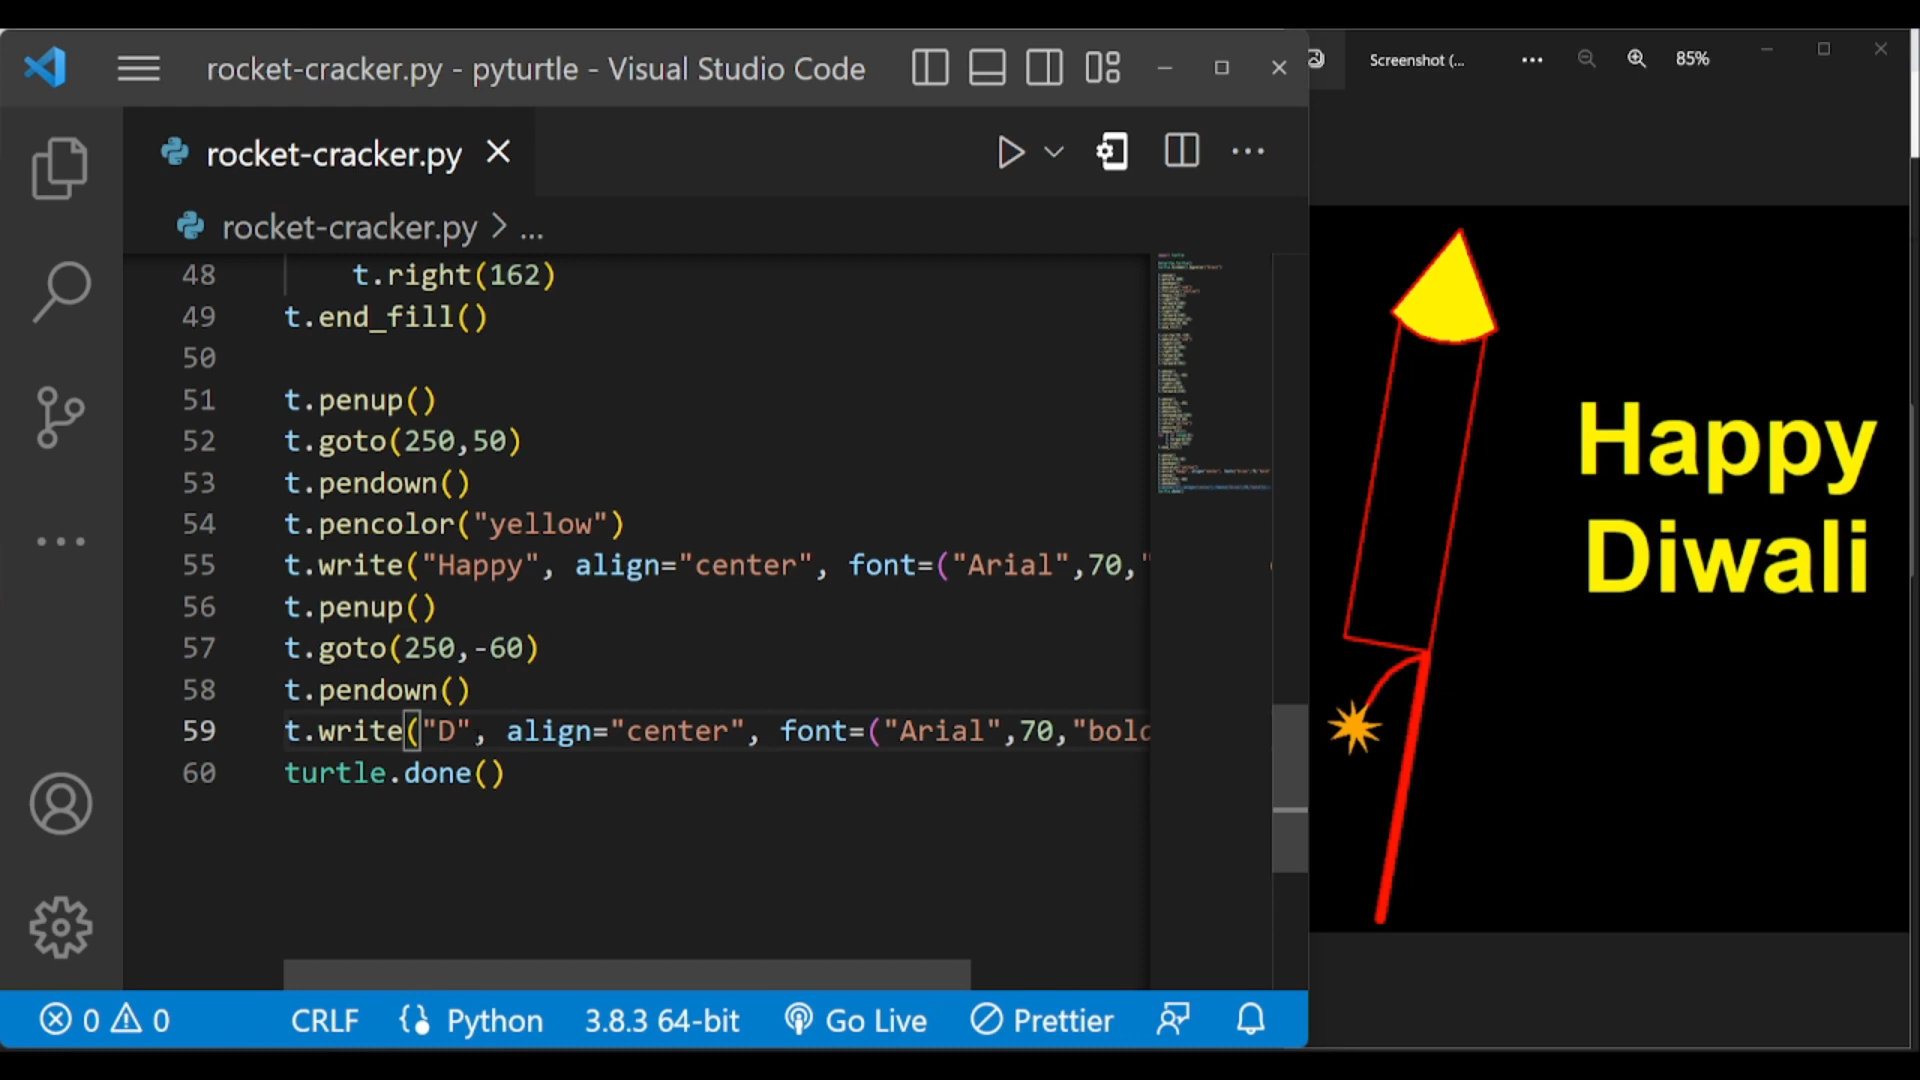 rocket-cracker.py - pyturtle - Visual Studio Code
Screenshot (...
85%
rocket-cracker.py
rocket-cracker.py > ...
48 t.right(162)
49 t.end_fill()
50
51 t.penup()
52 t.goto(250,50)
53 t.pendown()
54 t.pencolor("yellow")
55 t.write("Happy", align="center", font=("Arial",70,"
56 t.penup()
57 t.goto(250,-60)
58 t.pendown()
59 t.write("D", align="center", font=("Arial",70,"bold
60 turtle.done()
Happy
Diwali
0 0 CRLF Python 3.8.3 64-bit Go Live Prettier